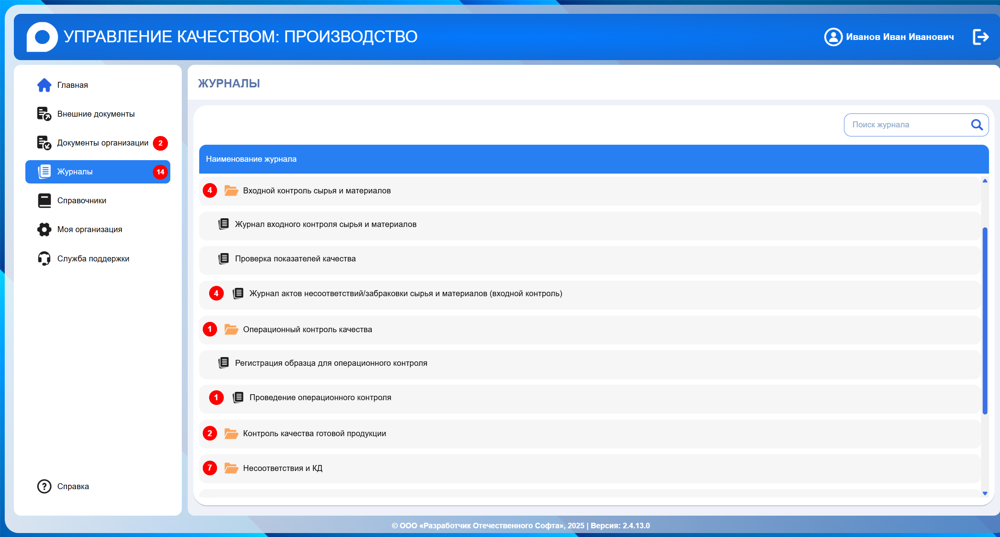 УПРАВЛЕНИЕ КАЧЕСТВОМ: ПРОИЗВОДСТВО
Иванов Иван Иванович
Главная
Внешние документы
Документы организации 2
Журналы 14
Справочники
Моя организация
Служба поддержки
Справка
ЖУРНАЛЫ
Поиск журнала
Наименование журнала
4 Входной контроль сырья и материалов
Журнал входного контроля сырья и материалов
Проверка показателей качества
4 Журнал актов несоответствий/забраковки сырья и материалов (входной контроль)
1 Операционный контроль качества
Регистрация образца для операционного контроля
1 Проведение операционного контроля
2 Контроль качества готовой продукции
7 Несоответствия и КД
© ООО «Разработчик Отечественного Софта», 2025 | Версия: 2.4.13.0